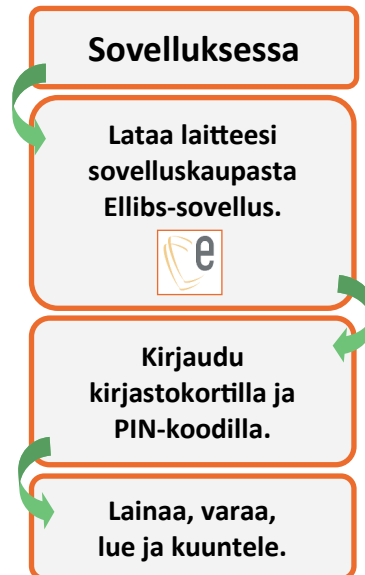 Sovelluksessa
Lataa laitteesi
sovelluskaupasta
Ellibs-sovellus.
e
Kirjaudu
kirjastokortilla ja
PIN-koodilla.
Lainaa, varaa,
lue ja kuuntele.